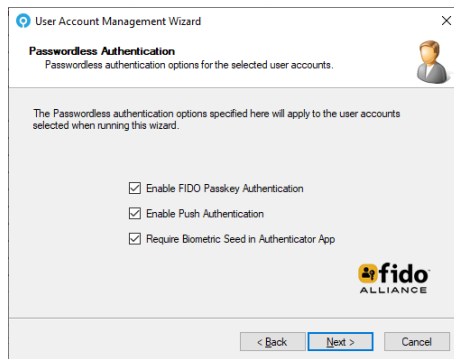 User Account Management Wizard
Passwordless Authentication
Passwordless authentication options for the selected user accounts.
The Passwordless authentication options specified here will apply to the user accounts
selected when running this wizard.
Enable FIDO Passkey Authentication
Enable Push Authentication
Require Biometric Seed in Authenticator App
fido
ALLIANCE
< Back
Next >
Cancel